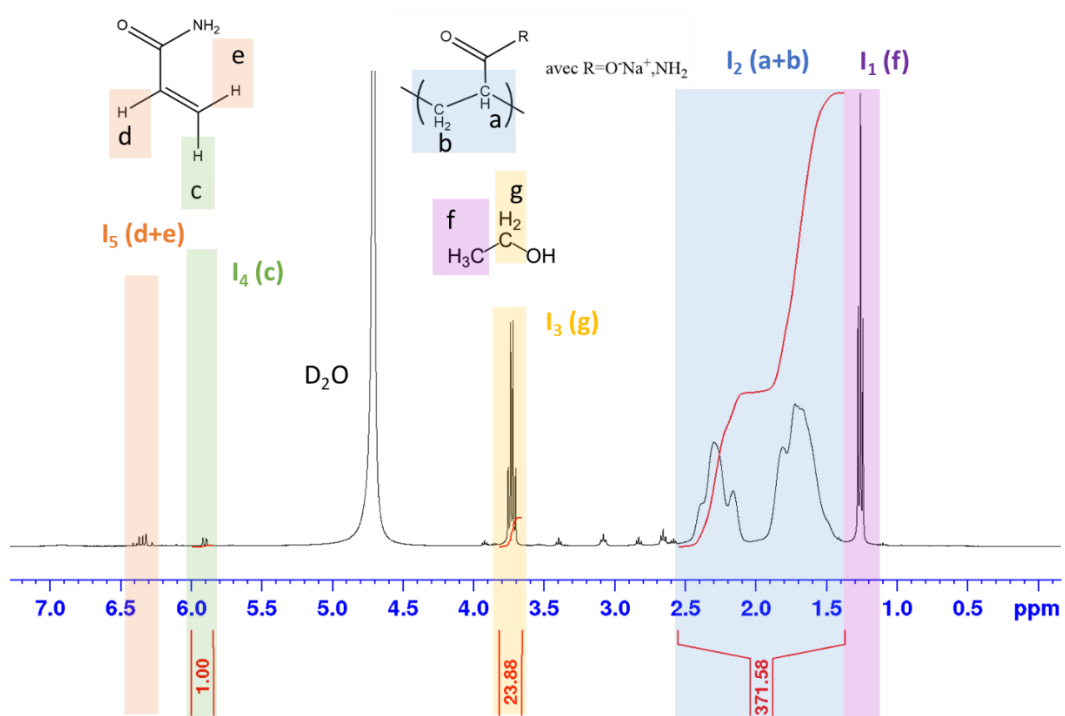 O NH₂
e
H H
d
H
c
O R
avec R=O⁻Na⁺,NH₂
CH
a
C
H₂
b
I₂ (a+b)
I₁ (f)
g
f H₂
C
H₃C OH
I₅ (d+e)
I₄ (c)
I₃ (g)
D₂O
7.0 6.5 6.0 5.5 5.0 4.5 4.0 3.5 3.0 2.5 2.0 1.5 1.0 0.5 ppm
1.00
23.88
371.58